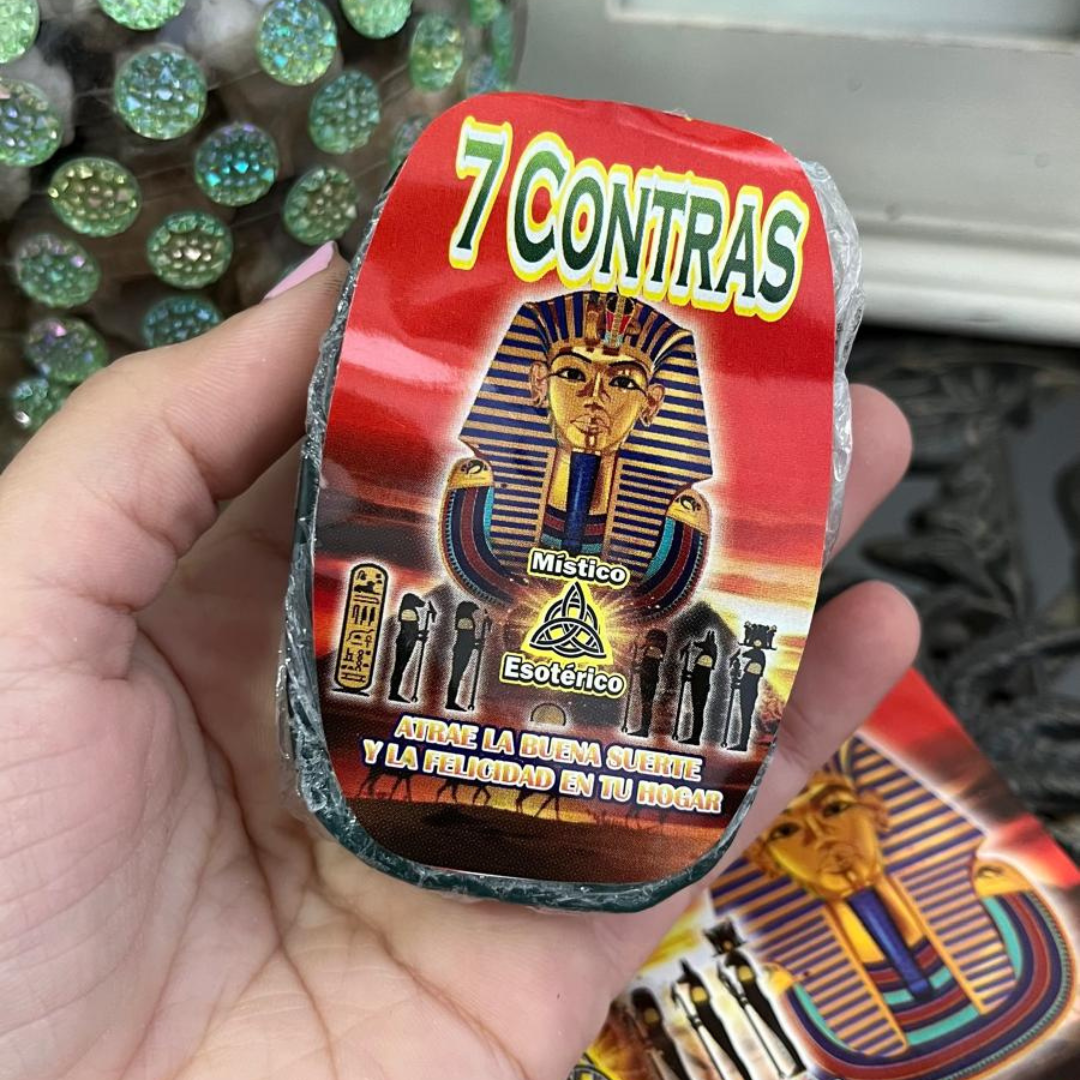 7 CONTRAS
Místico
Esotérico
ATRAE LA BUENA SUERTE
Y LA FELICIDAD EN TU HOGAR